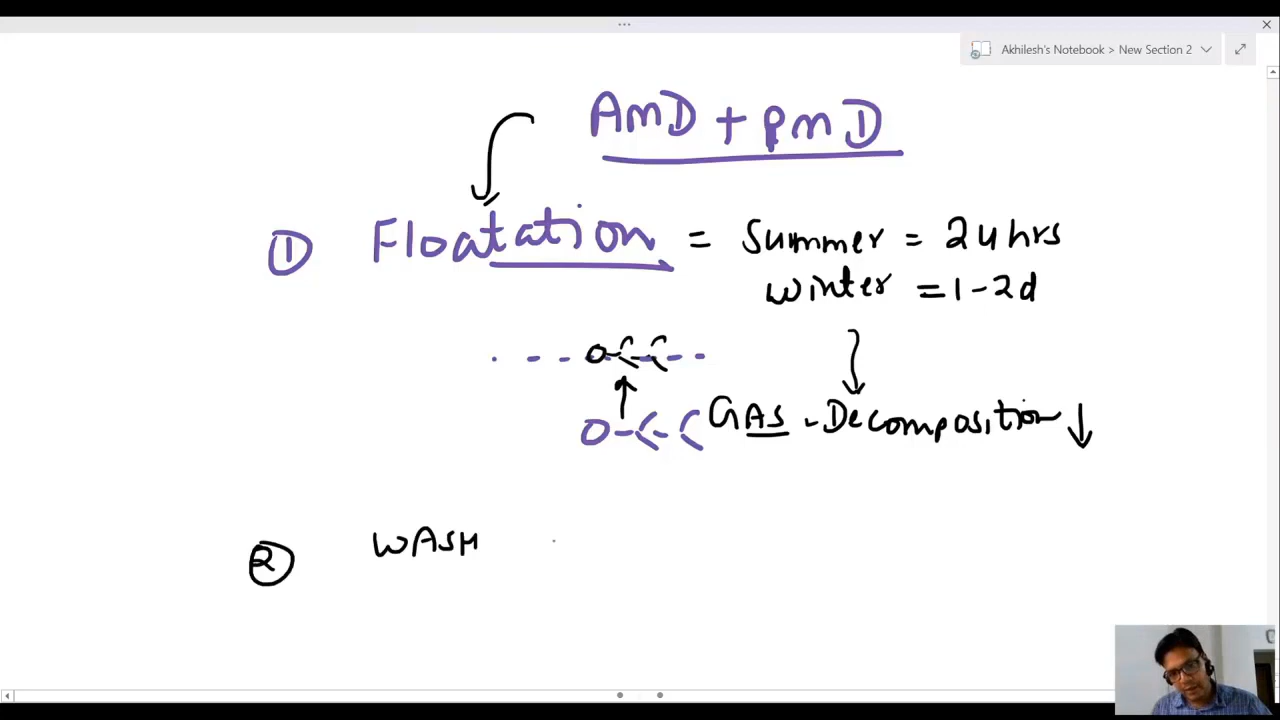 Akhilesh's Notebook > New Section 2
AmD + pmD
① Floatation = Summer = 24 hrs
Winter = 1-2d
GAS - Decomposition ↓
② WASH